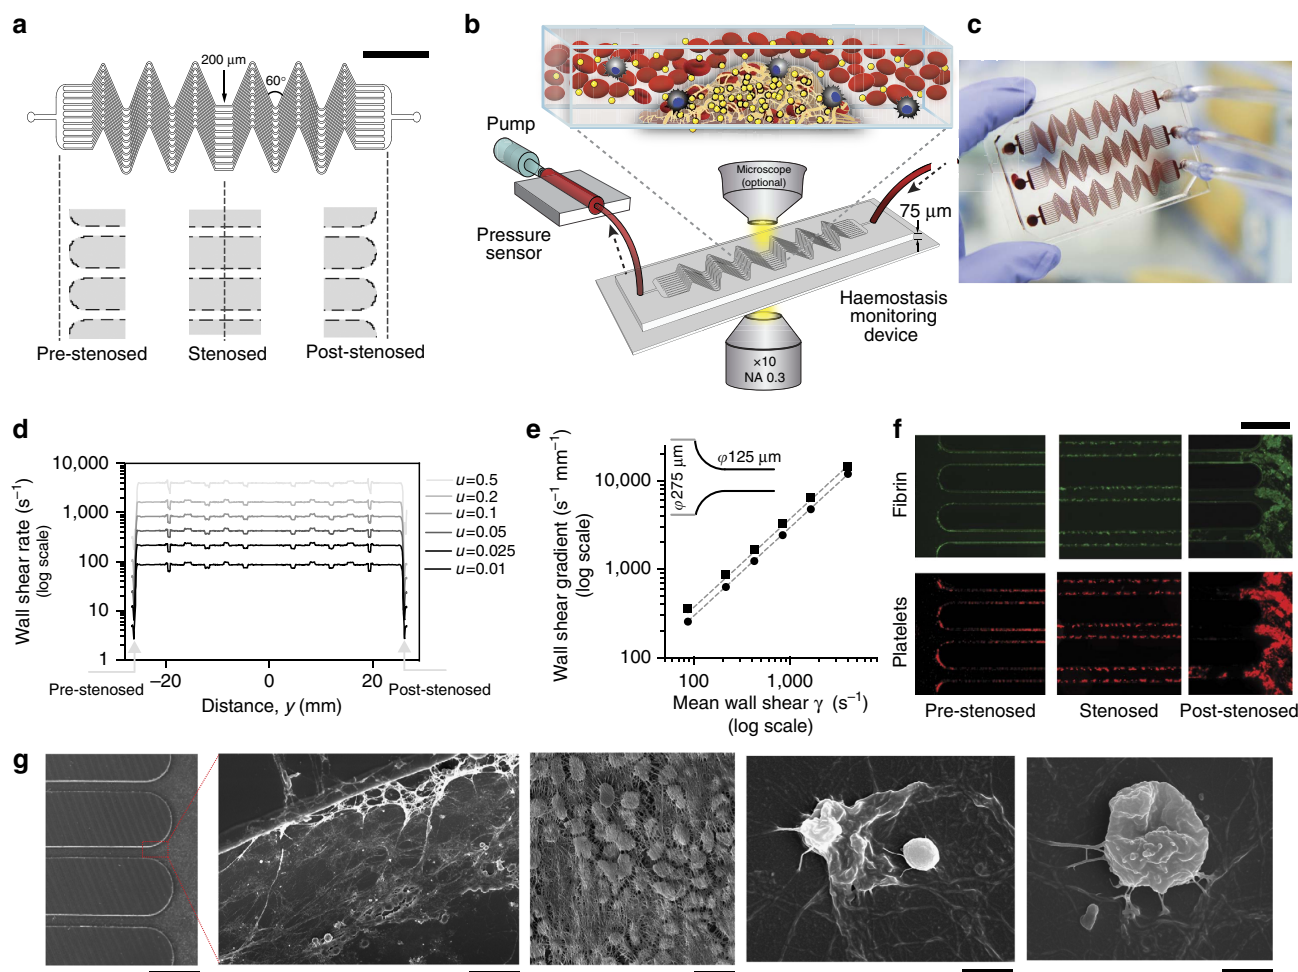 a
200 μm
60°
Pre-stenosed
Stenosed
Post-stenosed
b
Pump
Pressure
sensor
Microscope
(optional)
75 μm
Haemostasis
monitoring
device
×10
NA 0.3
c
d
Wall shear rate (s⁻¹)
(log scale)
10,000
1,000
100
10
1
u=0.5
u=0.2
u=0.1
u=0.05
u=0.025
u=0.01
Pre-stenosed
−20
0
20
Post-stenosed
Distance, y (mm)
e
Wall shear gradient (s⁻¹ mm⁻¹)
(log scale)
10,000
1,000
100
φ275 μm
φ125 μm
100
1,000
Mean wall shear γ (s⁻¹)
(log scale)
f
Fibrin
Platelets
Pre-stenosed
Stenosed
Post-stenosed
g